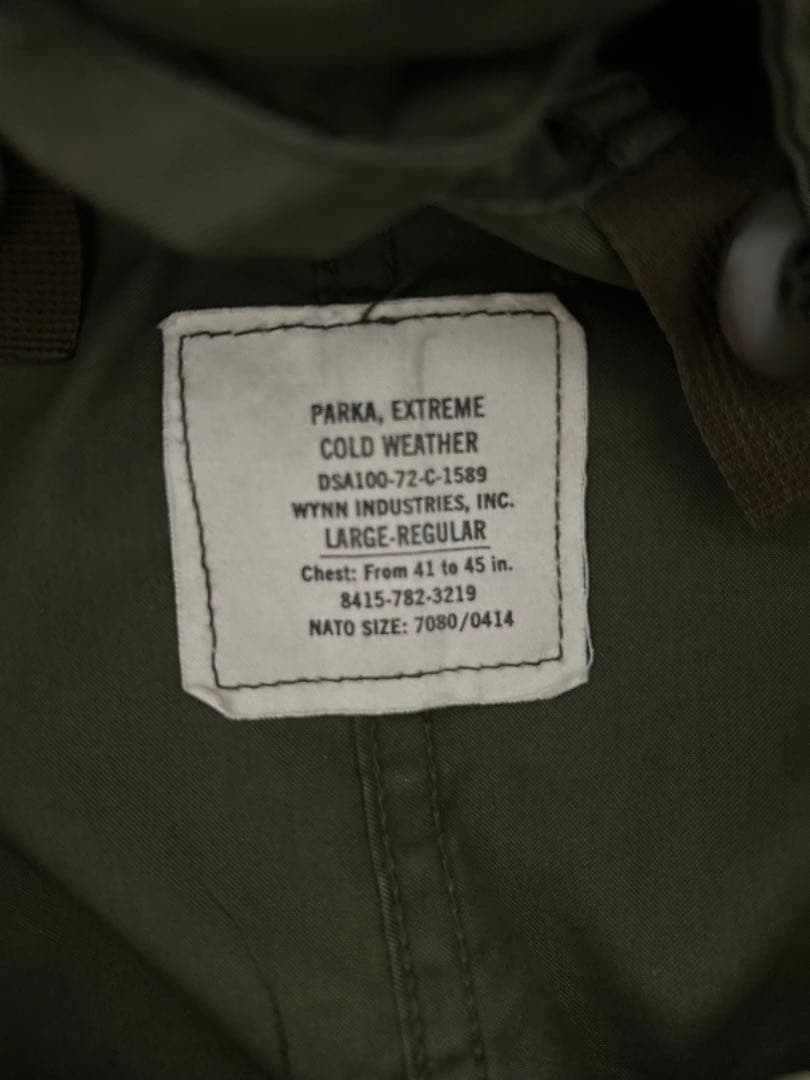 PARKA, EXTREME
COLD WEATHER
DSA100-72-C-1589
WYNN INDUSTRIES, INC.
LARGE-REGULAR
Chest: From 41 to 45 in.
8415-782-3219
NATO SIZE: 7080/0414